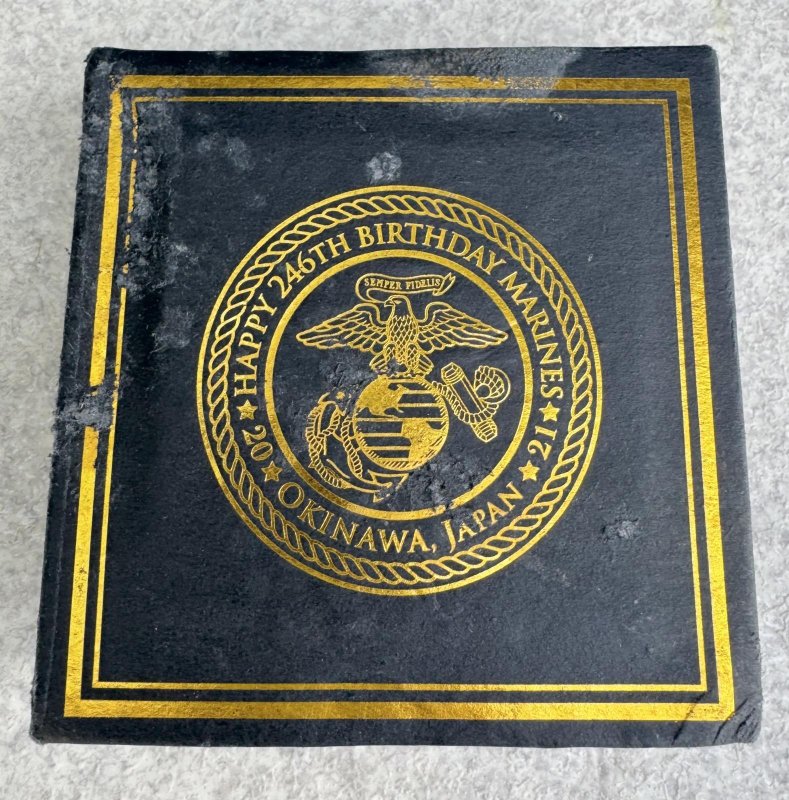 SEMPER FIDELIS
HAPPY 246TH BIRTHDAY MARINES
20 21
OKINAWA, JAPAN